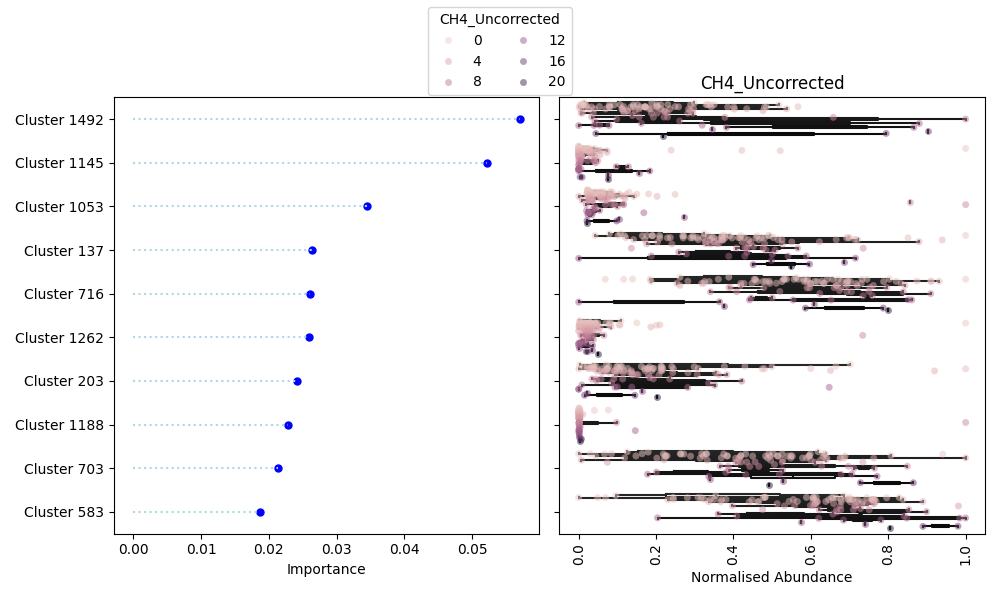 CH4_Uncorrected
0 12
4 16
8 20
CH4_Uncorrected
Cluster 1492
Cluster 1145
Cluster 1053
Cluster 137
Cluster 716
Cluster 1262
Cluster 203
Cluster 1188
Cluster 703
Cluster 583
0.00 0.01 0.02 0.03 0.04 0.05
Importance
0.0 0.2 0.4 0.6 0.8 1.0
Normalised Abundance